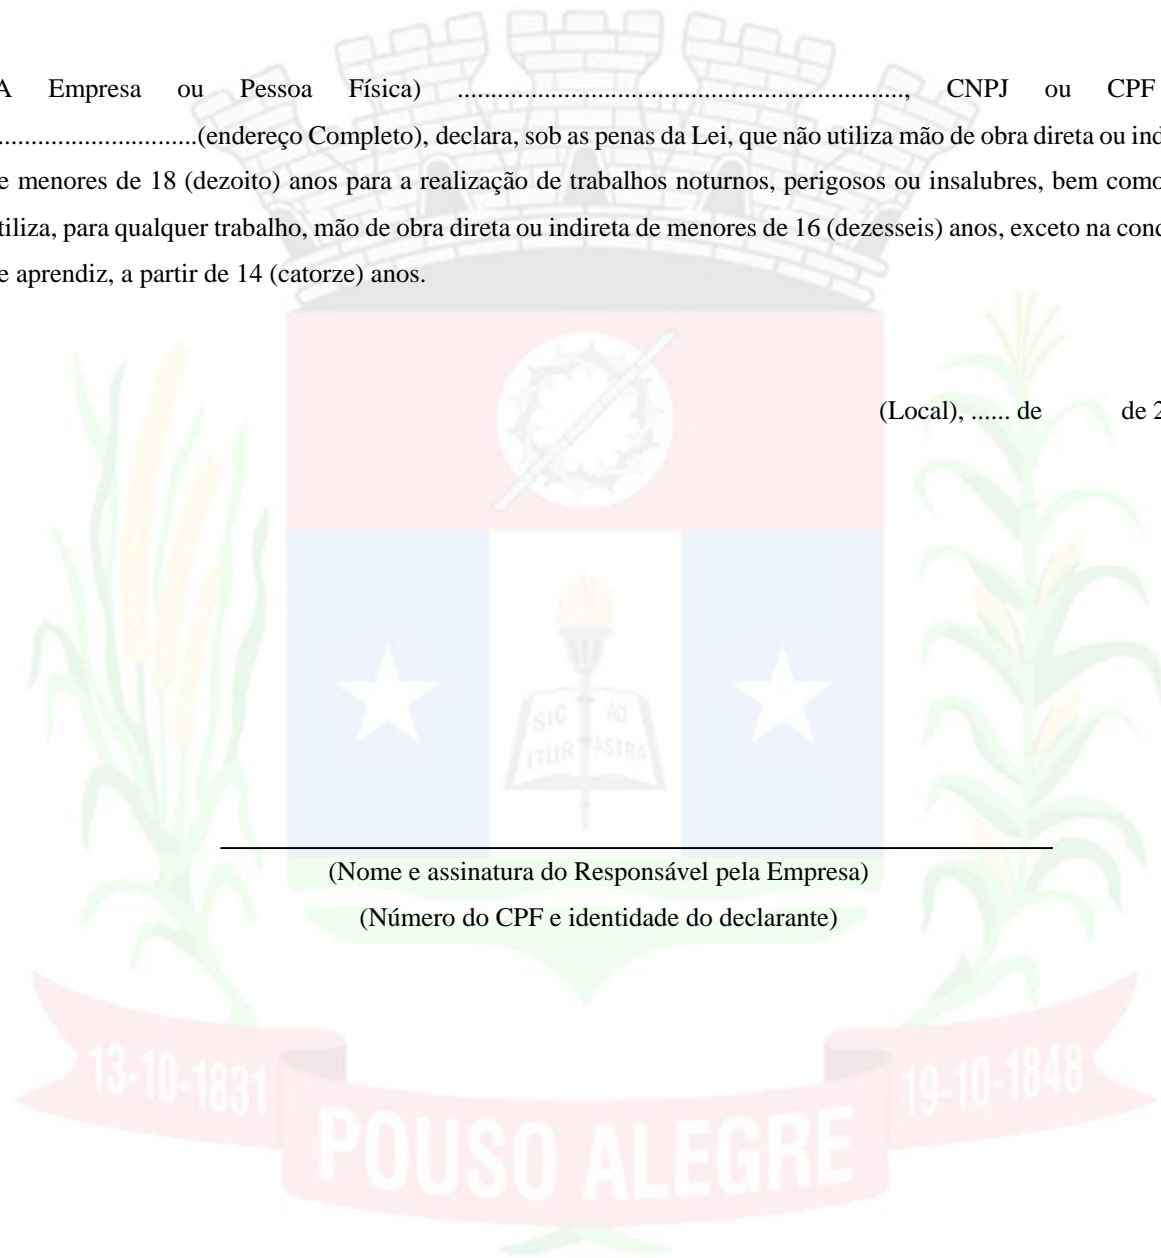 A Empresa ou Pessoa Física) ...................................................................., CNPJ ou CPF
..............................(endereço Completo), declara, sob as penas da Lei, que não utiliza mão de obra direta ou ind
e menores de 18 (dezoito) anos para a realização de trabalhos noturnos, perigosos ou insalubres, bem como
tiliza, para qualquer trabalho, mão de obra direta ou indireta de menores de 16 (dezesseis) anos, exceto na cond
e aprendiz, a partir de 14 (catorze) anos.
(Local), ...... de de 2
SIC AD
ITUR ASTRA
(Nome e assinatura do Responsável pela Empresa)
(Número do CPF e identidade do declarante)
13-10-1831
19-10-1848
POUSO ALEGRE